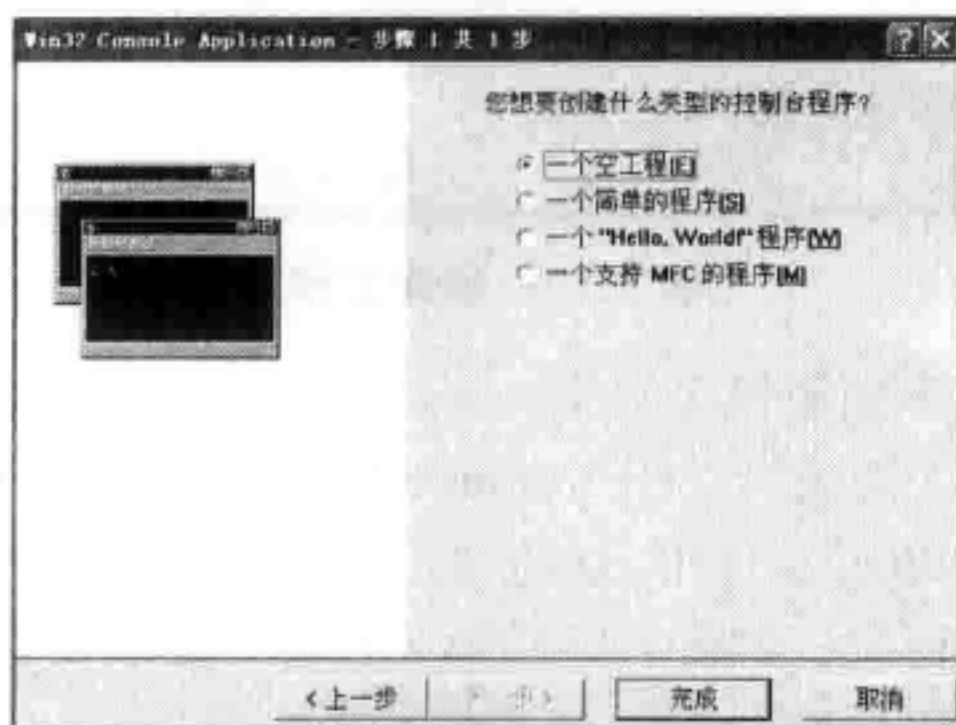 Win32 Console Application - 步骤 1 共 1 步
您想要创建什么类型的控制台程序?
一个空工程[E]
一个简单的程序[S]
一个 "Hello, World!" 程序[W]
一个支持 MFC 的程序[M]
<上一步
完成
取消